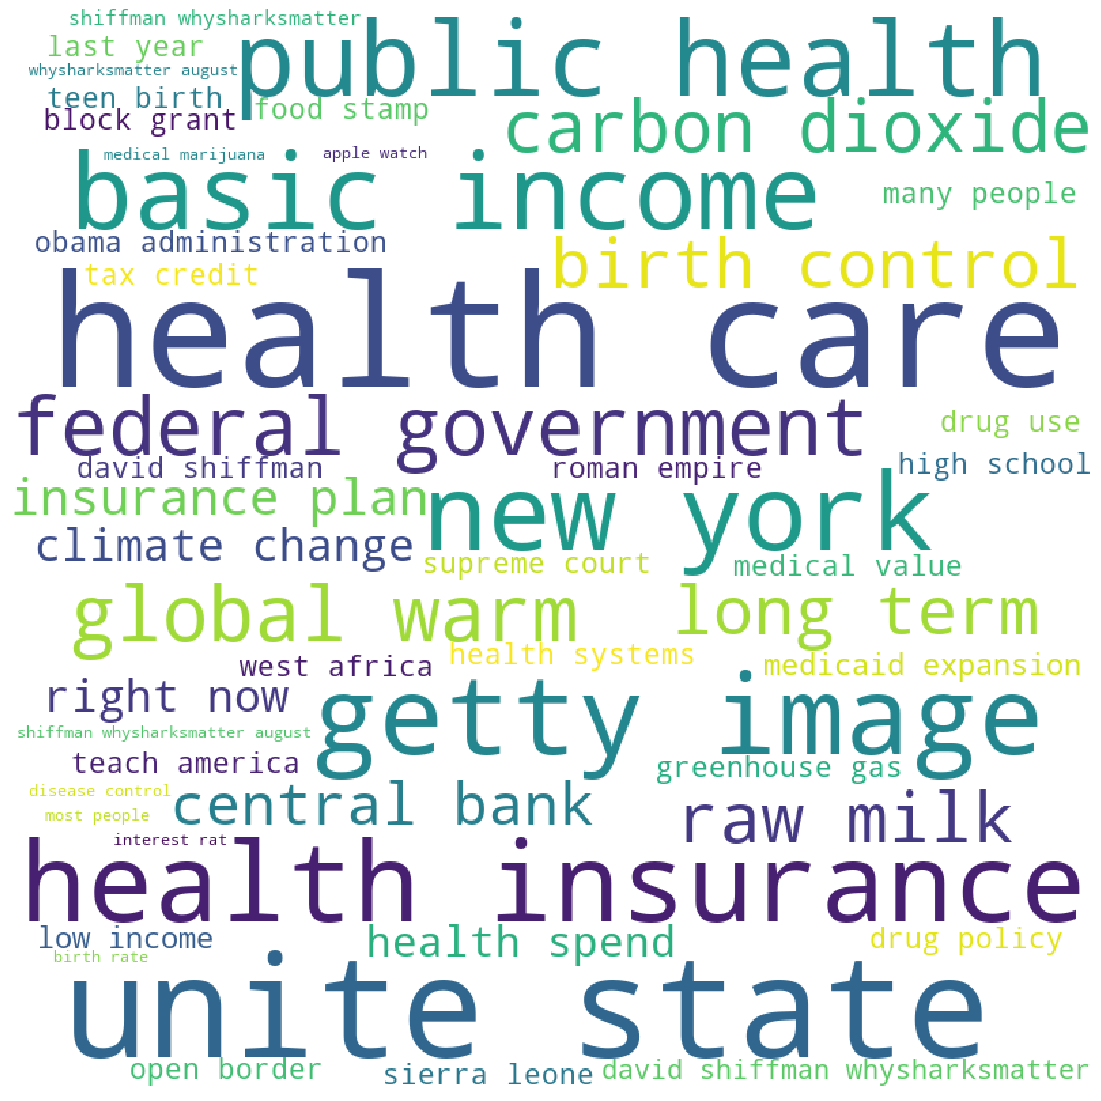 shiffman whysharksmatter
public health
last year
whysharksmatter august
teen birth
food stamp
block grant
carbon dioxide
medical marijuana
apple watch
basic income
many people
obama administration
birth control
tax credit
health care
federal government
drug use
david shiffman
roman empire
high school
insurance plan
new york
climate change
supreme court
medical value
global warm
long term
west africa
health systems
medicaid expansion
right now
getty image
shiffman whysharksmatter august
teach america
greenhouse gas
disease control
central bank
raw milk
most people
interest rat
health insurance
low income
health spend
drug policy
birth rate
unite state
open border
sierra leone
david shiffman whysharksmatter